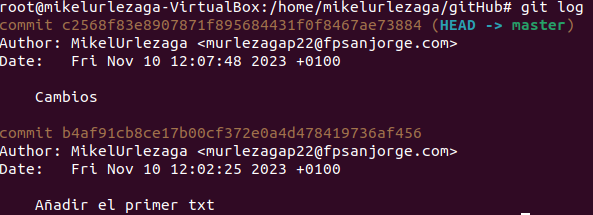 root@mikelurlezaga-VirtualBox:/home/mikelurlezaga/gitHub# git log
commit c2568f83e8907871f895684431f0f8467ae73884 (HEAD -> master)
Author: MikelUrlezaga <murlezagap22@fpsanjorge.com>
Date:   Fri Nov 10 12:07:48 2023 +0100
Cambios
commit b4af91cb8ce17b00cf372e0a4d478419736af456
Author: MikelUrlezaga <murlezagap22@fpsanjorge.com>
Date:   Fri Nov 10 12:02:25 2023 +0100
Añadir el primer txt